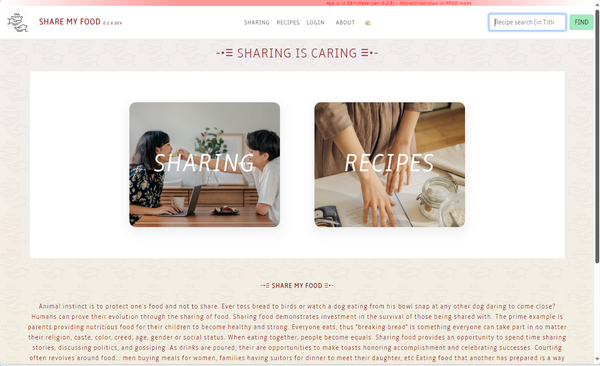 App is in DEV Mode (ver. 0.2.6) - this will not show in PROD mode
SHARE MY FOOD 0.2.6 DEV
SHARING RECIPES LOGIN ABOUT
Recipe search (in Titl
FIND
-•Ξ SHARING IS CARING Ξ•-
SHARING
RECIPES
-•Ξ SHARE MY FOOD Ξ•-
Animal instinct is to protect one's food and not to share. Ever toss bread to birds or watch a dog eating from his bowl snap at any other dog daring to come close?
Humans can prove their evolution through the sharing of food. Sharing food demonstrates investment in the survival of those being shared with. The prime example is
parents providing nutritious food for their children to become healthy and strong. Everyone eats, thus "breaking bread" is something everyone can take part in no matter
their religion, caste, color, creed, age, gender or social status. When eating together, people become equals. Sharing food provides an opportunity to spend time sharing
stories, discussing politics, and gossiping. As drinks are poured, their are opportunities to make toasts honoring accomplishment and celebrating successes. Courting
often revolves around food... men buying meals for women, families having suitors for dinner to meet their daughter, etc Eating food that another has prepared is a way